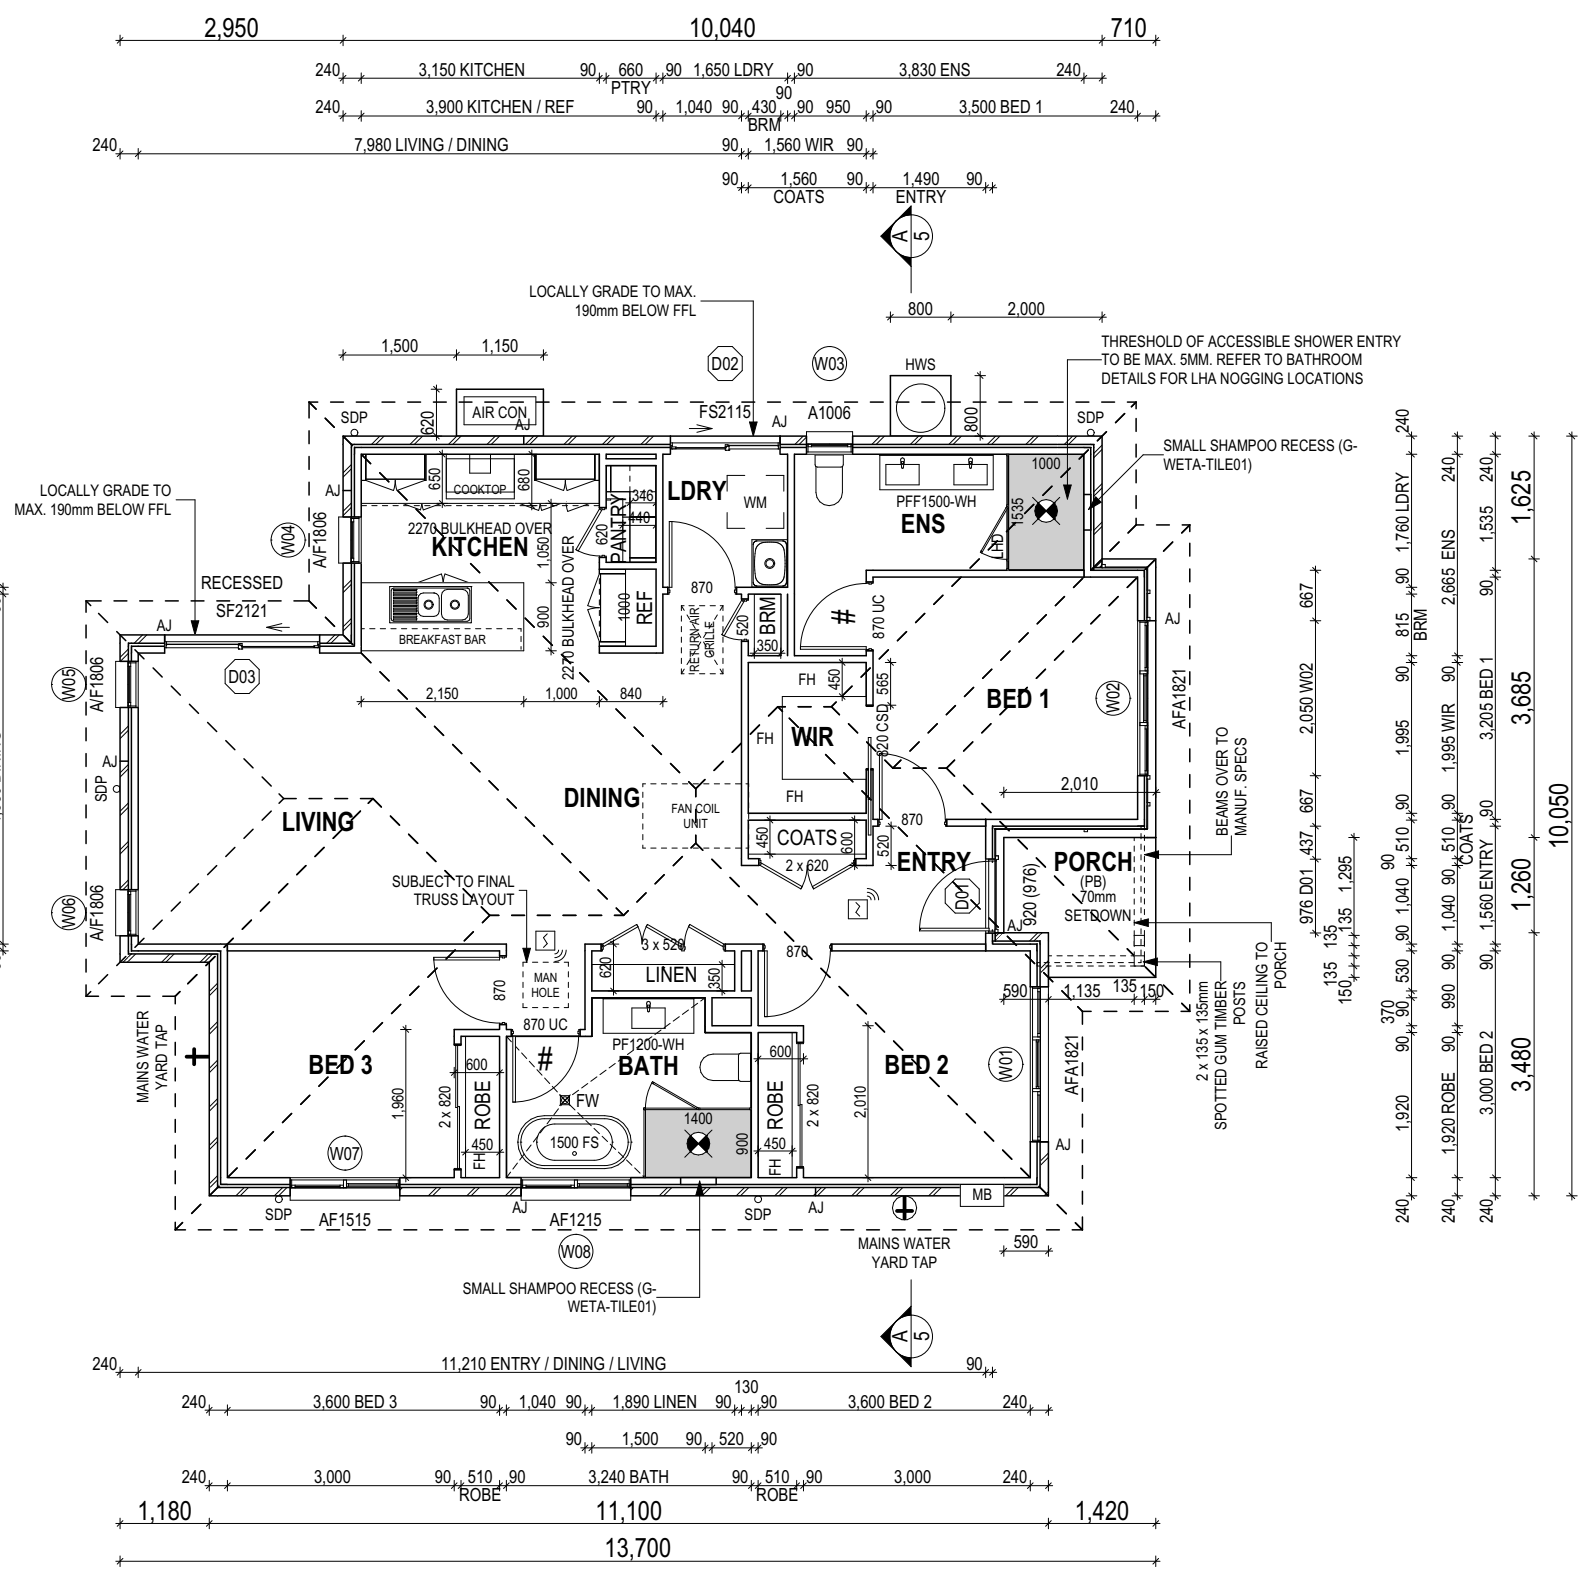 2,950 10,040 710
240 3,150 KITCHEN 90 660 90 1,650 LDRY 90 3,830 ENS 240
PTRY
90
240 3,900 KITCHEN / REF 90 1,040 90 430 90 950 90 3,500 BED 1 240
BRM
240 7,980 LIVING / DINING 90 1,560 WIR 90
90 1,560 90 1,490 90
COATS ENTRY
A
5
LOCALLY GRADE TO MAX.
190mm BELOW FFL
800 2,000
1,500 1,150
THRESHOLD OF ACCESSIBLE SHOWER ENTRY
TO BE MAX. 5MM. REFER TO BATHROOM
DETAILS FOR LHA NOGGING LOCATIONS
D02 W03 HWS
620 AIR CON AJ FS2115 AJ A1006 800
SDP SDP
SMALL SHAMPOO RECESS (G-
WETA-TILE01)
LOCALLY GRADE TO
MAX. 190mm BELOW FFL
AJ
W04
A/F1806
650 COOKTOP 680
2270 BULKHEAD OVER
KITCHEN
1,050
900
BREAKFAST BAR
2270 BULKHEAD OVER
620
PANTRY
346
440
1000
REF
LDRY
WM
870
RETURN AIR
GRILLE
520
BRM
350
PFF1500-WH
ENS
LHD
1000
1535
#
870 UC
RECESSED
SF2121
AJ
D03
W05
A/F1806
2,150 1,000 840
FH 450 565
FH WIR
820 CSD
FH
BED 1
W02
AJ
AFA1821
2,010
BEAMS OVER TO
MANUF. SPECS
AJ
SDP
LIVING
DINING
FAN COIL
UNIT
450 COATS 600 520
2 x 620
870
ENTRY
D01
920 (976)
PORCH
(PB)
70mm
SETDOWN
AJ
W06
A/F1806
SUBJECT TO FINAL
TRUSS LAYOUT
MAN
HOLE
3 x 520
620 LINEN 350
870
870
870 UC
#
590 1,135 135 150
RAISED CEILING TO
PORCH
2 x 135 x 135mm
SPOTTED GUM TIMBER
POSTS
MAINS WATER
YARD TAP
BED 3
1,960
2 x 820
600
ROBE
450
FH
PF1200-WH
BATH
FW
1500 FS
1400
900
600
ROBE
450
FH
2 x 820
2,010
BED 2
W01
AFA1821
AJ
W07
SDP AF1515 AJ AF1215 SDP AJ MB
W08
MAINS WATER
YARD TAP
590
SMALL SHAMPOO RECESS (G-
WETA-TILE01)
A
5
667 2,050 W02 667 437 976 D01
1,295 135 135 135 150
240 1,760 LDRY 90 815 90 1,995 90 510 90 1,040 90 530 90 370 90 1,920 240
BRM
240 2,665 ENS 90 1,995 WIR 90 510 90 1,040 90 990 90 1,920 ROBE 240
COATS
240 1,535 90 3,205 BED 1 90 1,560 ENTRY 90 3,000 BED 2 240
1,625 3,685 1,260 3,480
10,050
240 11,210 ENTRY / DINING / LIVING 90
130
240 3,600 BED 3 90 1,040 90 1,890 LINEN 90 90 3,600 BED 2 240
90 1,500 90 520 90
240 3,000 90 510 90 3,240 BATH 90 510 90 3,000 240
ROBE ROBE
1,180 11,100 1,420
13,700